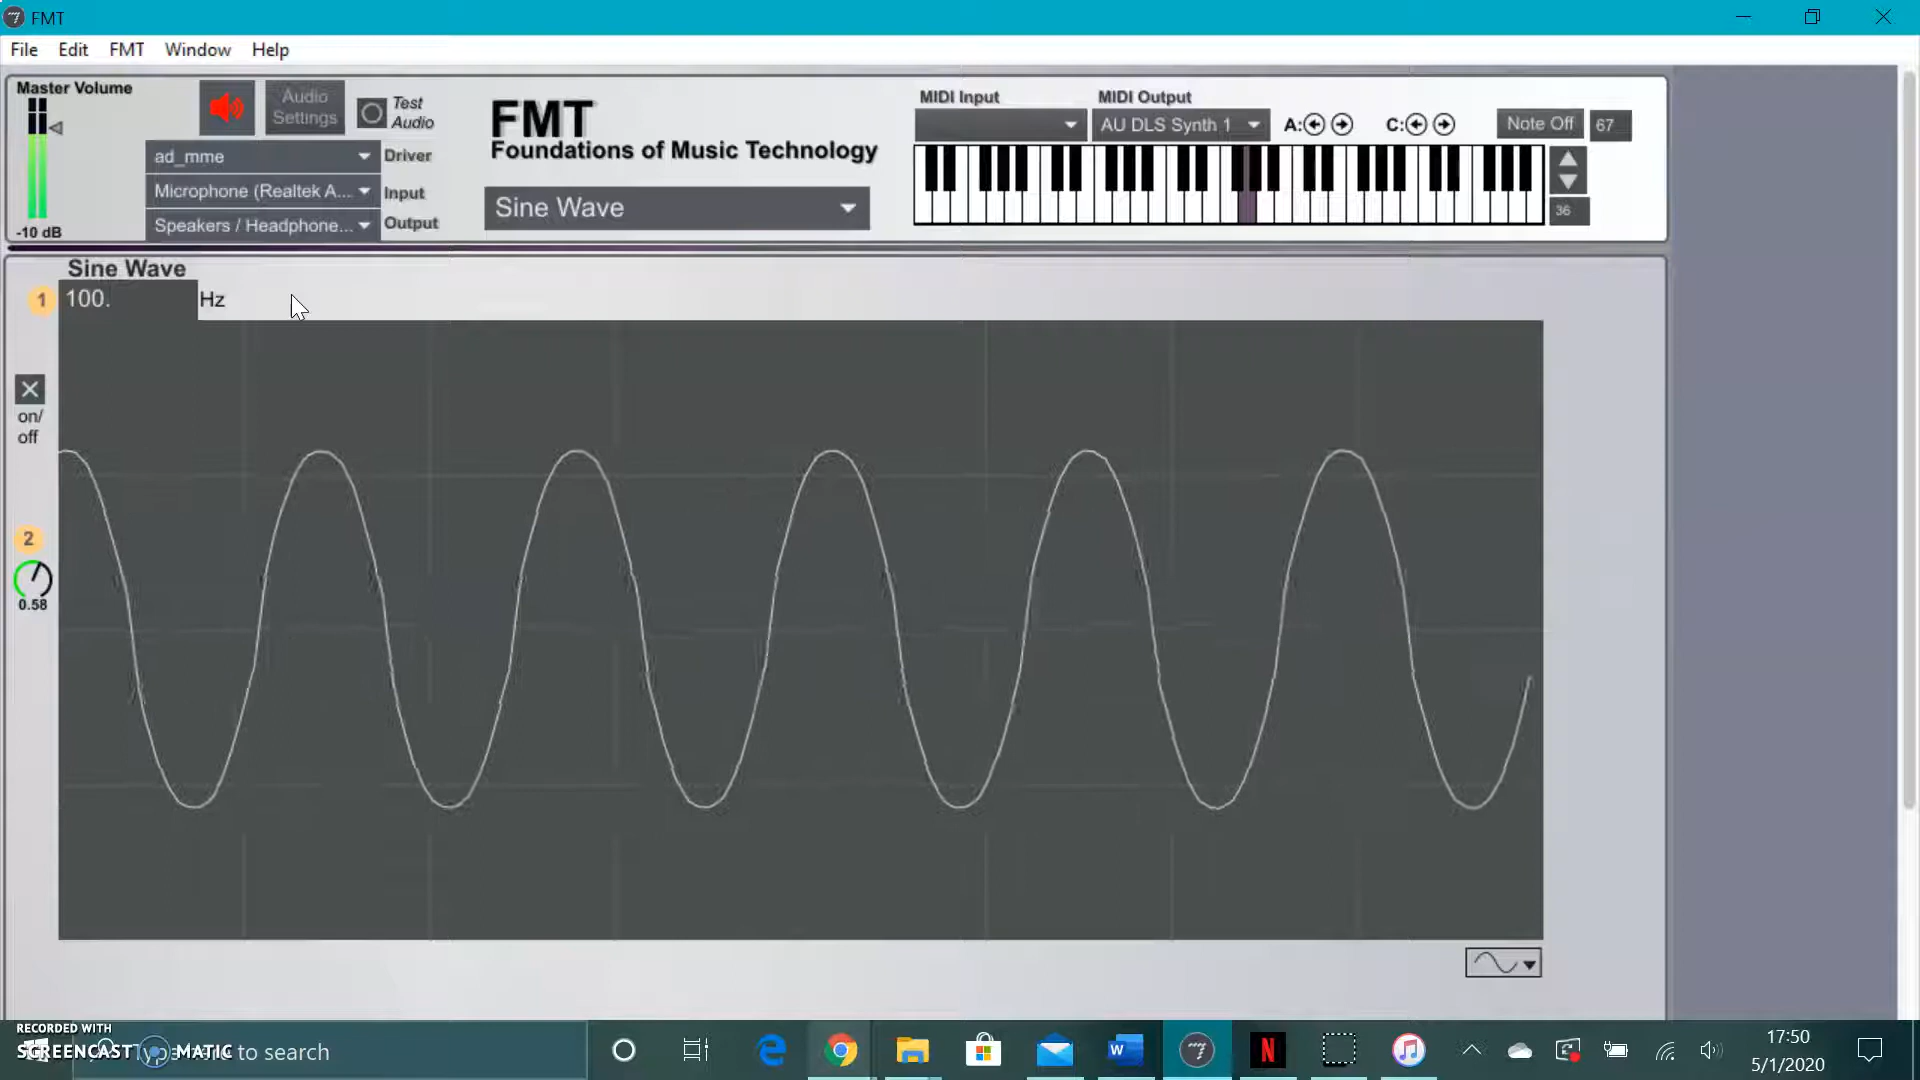 FMT
File Edit FMT Window Help
Master Volume
Audio Settings
Test Audio
-10 dB
ad_mme Driver
Microphone (Realtek A... Input
Speakers / Headphone... Output
FMT
Foundations of Music Technology
Sine Wave
MIDI Input
MIDI Output
AU DLS Synth 1
A:
C:
Note Off
67
36
Sine Wave
1 100. Hz
on/
off
2
0.58
RECORDED WITH
SCREENCAST MATIC
Type here to search
17:50
5/1/2020